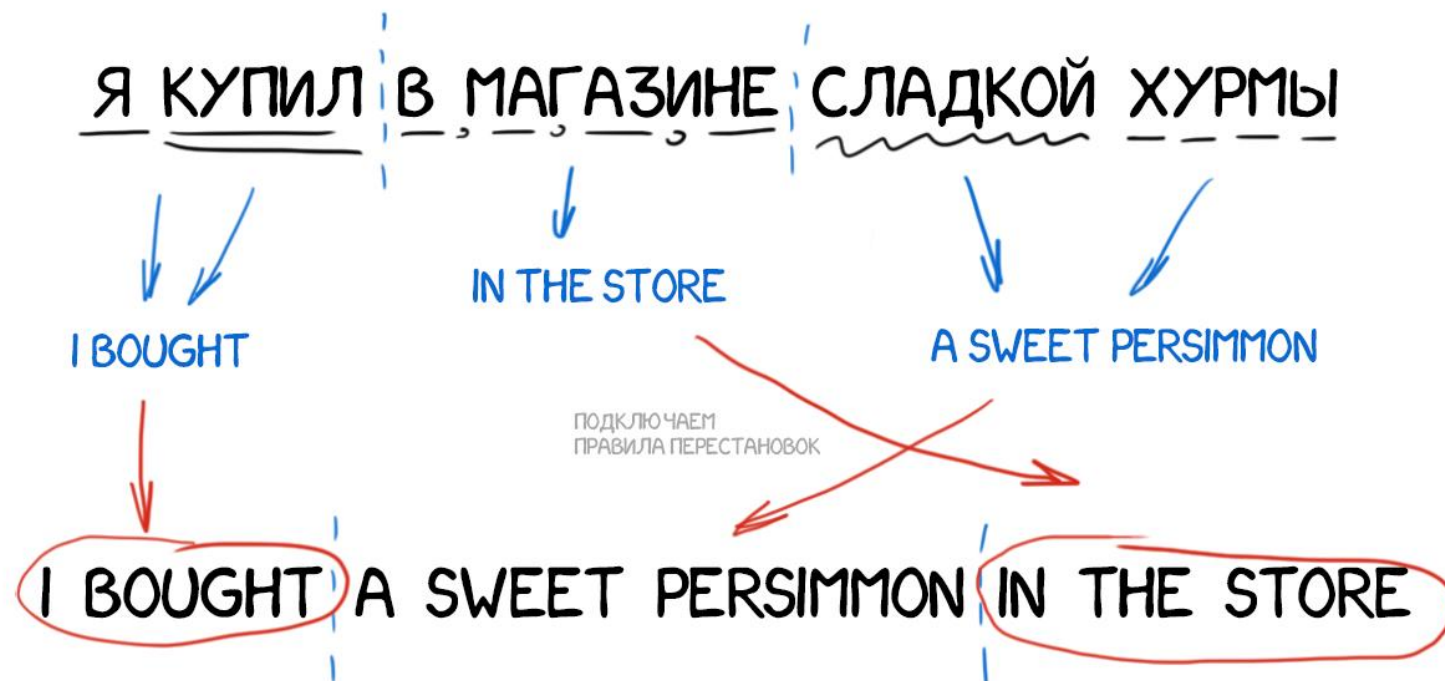 Я КУПИЛ В МАГАЗИНЕ СЛАДКОЙ ХУРМЫ
IN THE STORE
I BOUGHT
A SWEET PERSIMMON
ПОДКЛЮЧАЕМ
ПРАВИЛА ПЕРЕСТАНОВОК
I BOUGHT A SWEET PERSIMMON IN THE STORE